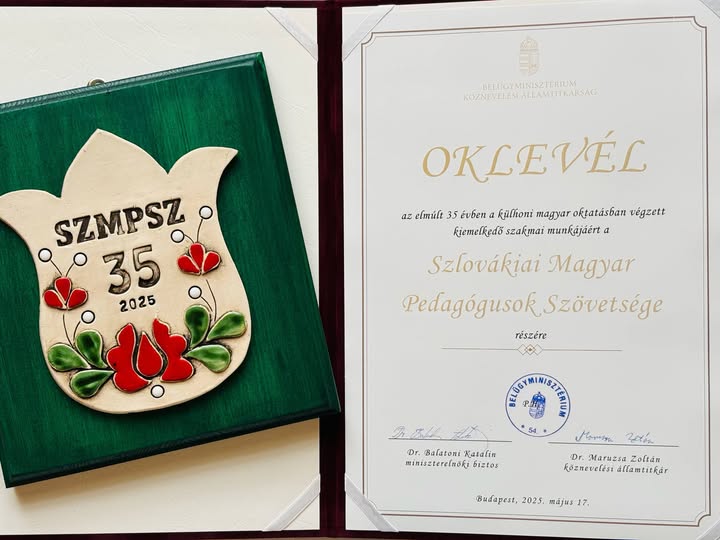 SZMPSZ
35
2025
BELÜGYMINISZTÉRIUM
KÖZNEVELÉSI ÁLLAMTITKÁRSÁG
OKLEVÉL
az elmúlt 35 évben a külhoni magyar oktatásban végzett
kiemelkedő szakmai munkájáért a
Szlovákiai Magyar
Pedagógusok Szövetsége
részére
BELÜGYMINISZTÉRIUM
P.H.
54.
Dr. Balatoni Katalin
miniszterelnöki biztos
Dr. Maruzsa Zoltán
köznevelési államtitkár
Budapest, 2025. május 17.